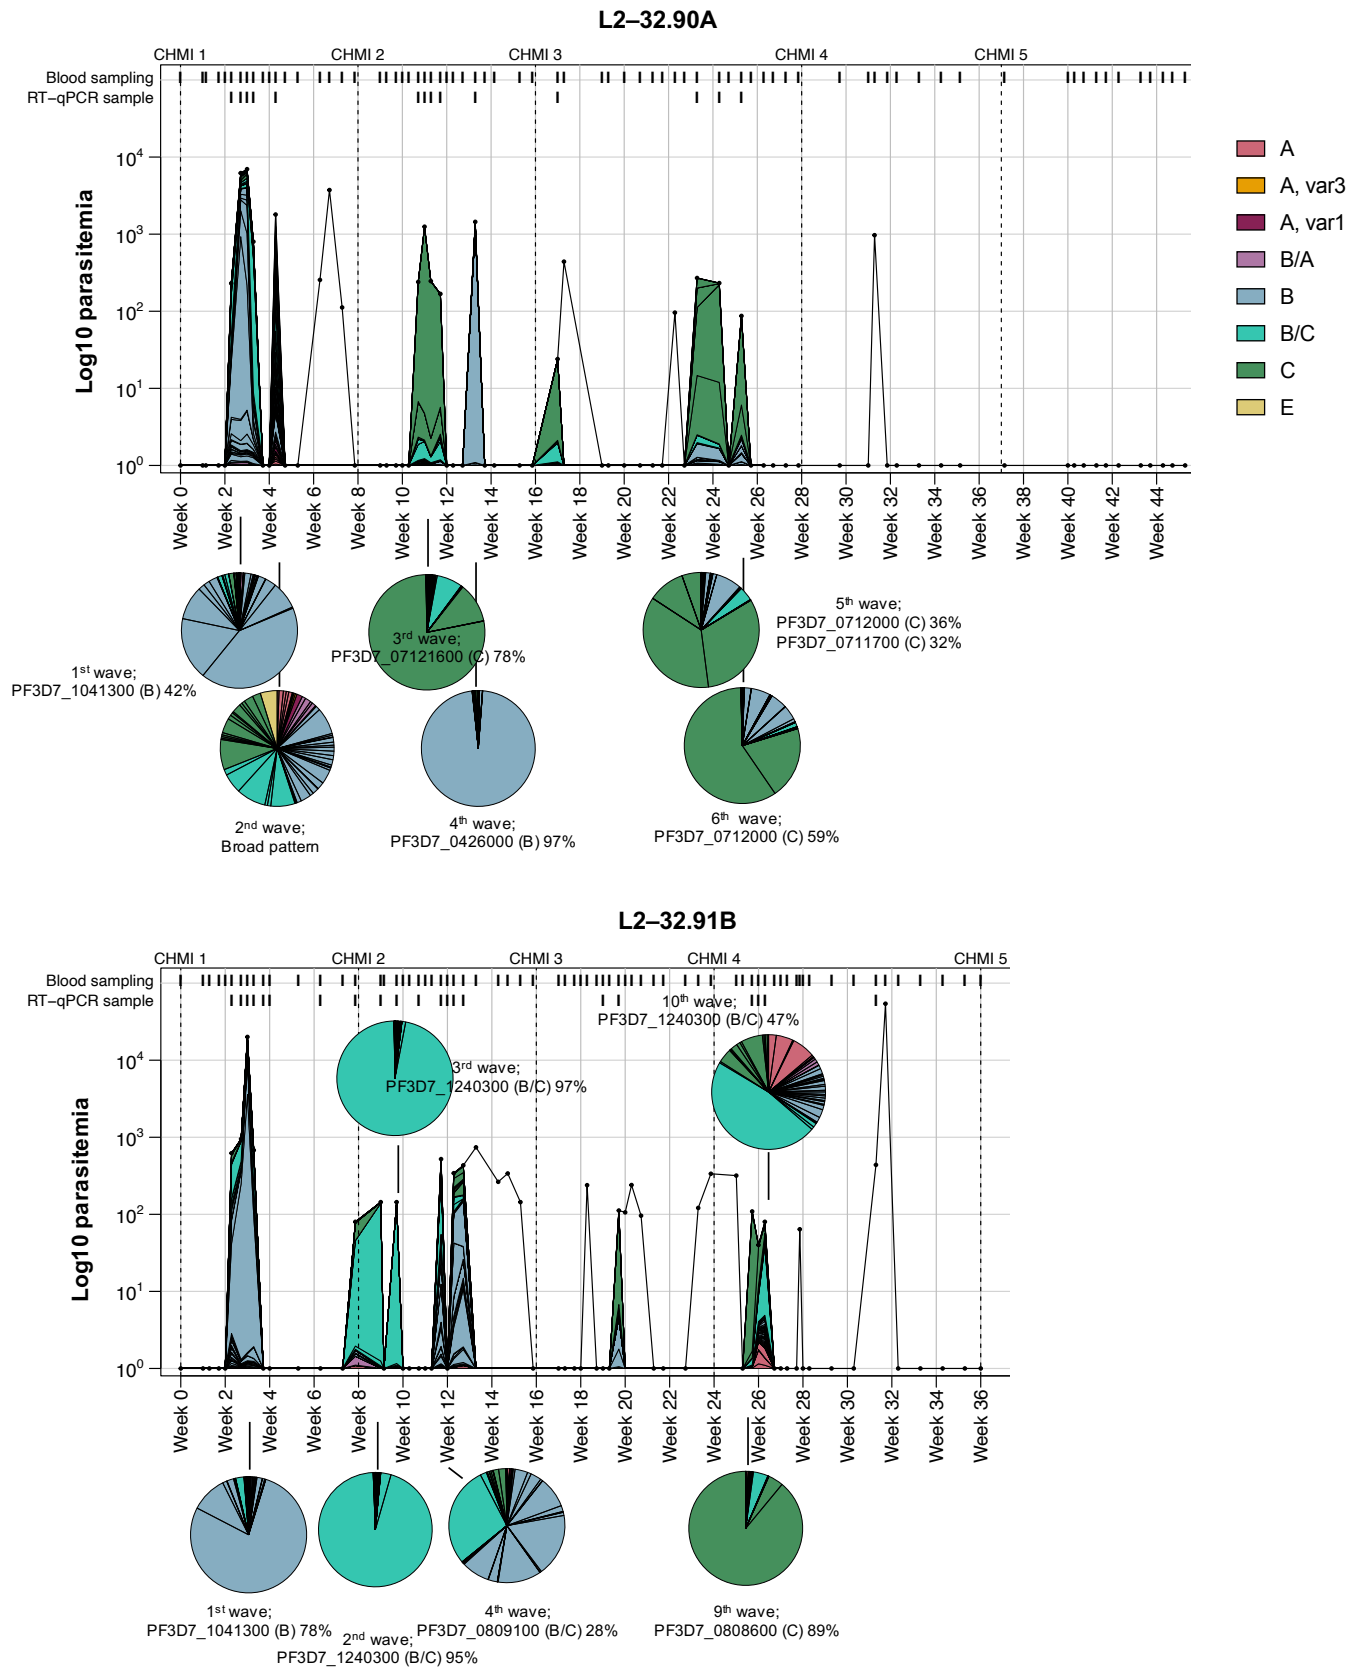 L2–32.90A
CHMI 1 CHMI 2 CHMI 3 CHMI 4 CHMI 5
Blood sampling
RT–qPCR sample
Log10 parasitemia
10⁴
10³
10²
10¹
10⁰
Week 0 Week 2 Week 4 Week 6 Week 8 Week 10 Week 12 Week 14 Week 16 Week 18 Week 20 Week 22 Week 24 Week 26 Week 28 Week 30 Week 32 Week 34 Week 36 Week 38 Week 40 Week 42 Week 44
A
A, var3
A, var1
B/A
B
B/C
C
E
1st wave;
PF3D7_1041300 (B) 42%
2nd wave;
Broad pattern
3rd wave;
PF3D7_07121600 (C) 78%
4th wave;
PF3D7_0426000 (B) 97%
5th wave;
PF3D7_0712000 (C) 36%
PF3D7_0711700 (C) 32%
6th wave;
PF3D7_0712000 (C) 59%
L2–32.91B
CHMI 1 CHMI 2 CHMI 3 CHMI 4 CHMI 5
Blood sampling
RT–qPCR sample
10th wave;
PF3D7_1240300 (B/C) 47%
3rd wave;
PF3D7_1240300 (B/C) 97%
Log10 parasitemia
10⁴
10³
10²
10¹
10⁰
Week 0 Week 2 Week 4 Week 6 Week 8 Week 10 Week 12 Week 14 Week 16 Week 18 Week 20 Week 22 Week 24 Week 26 Week 28 Week 30 Week 32 Week 34 Week 36
1st wave;
PF3D7_1041300 (B) 78%
2nd wave;
PF3D7_1240300 (B/C) 95%
4th wave;
PF3D7_0809100 (B/C) 28%
9th wave;
PF3D7_0808600 (C) 89%